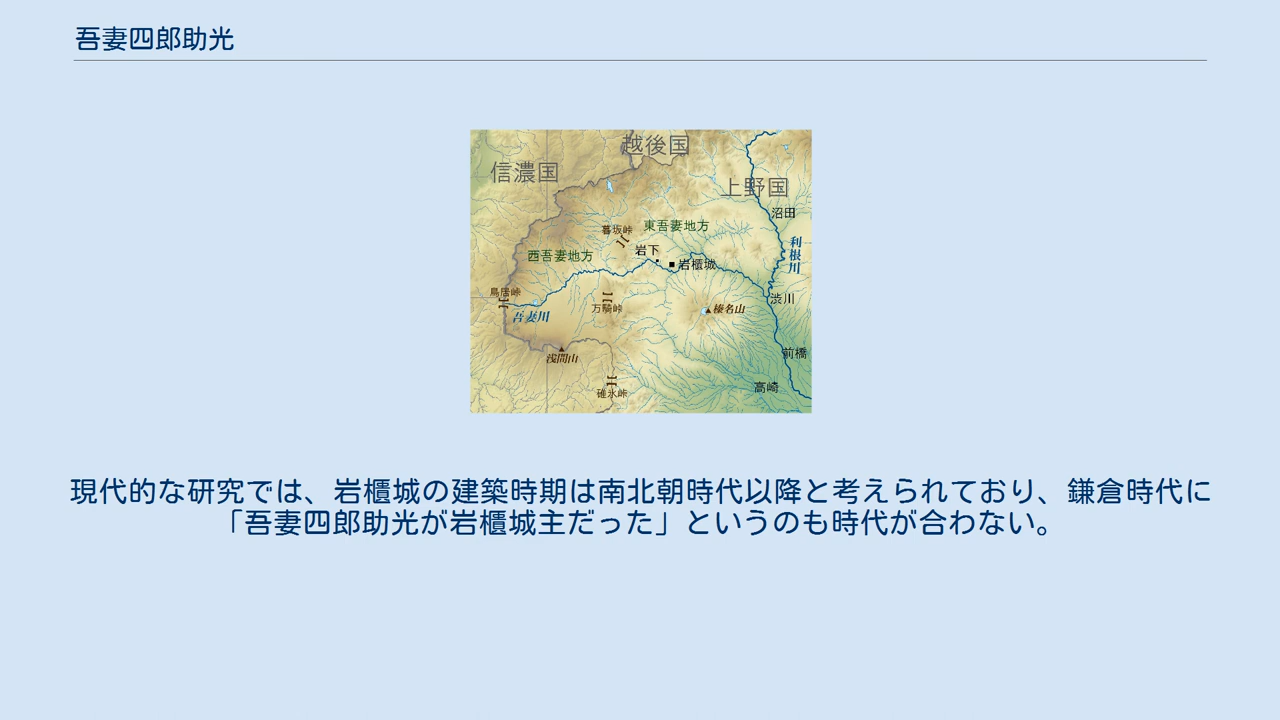 吾妻四郎助光
越後国
信濃国
上野国
沼田
暮坂峠
東吾妻地方
利根川
西吾妻地方
岩下
岩櫃城
鳥居峠
吾妻川
万騎峠
榛名山
渋川
浅間山
前橋
碓氷峠
高崎
現代的な研究では、岩櫃城の建築時期は南北朝時代以降と考えられており、鎌倉時代に
「吾妻四郎助光が岩櫃城主だった」というのも時代が合わない。